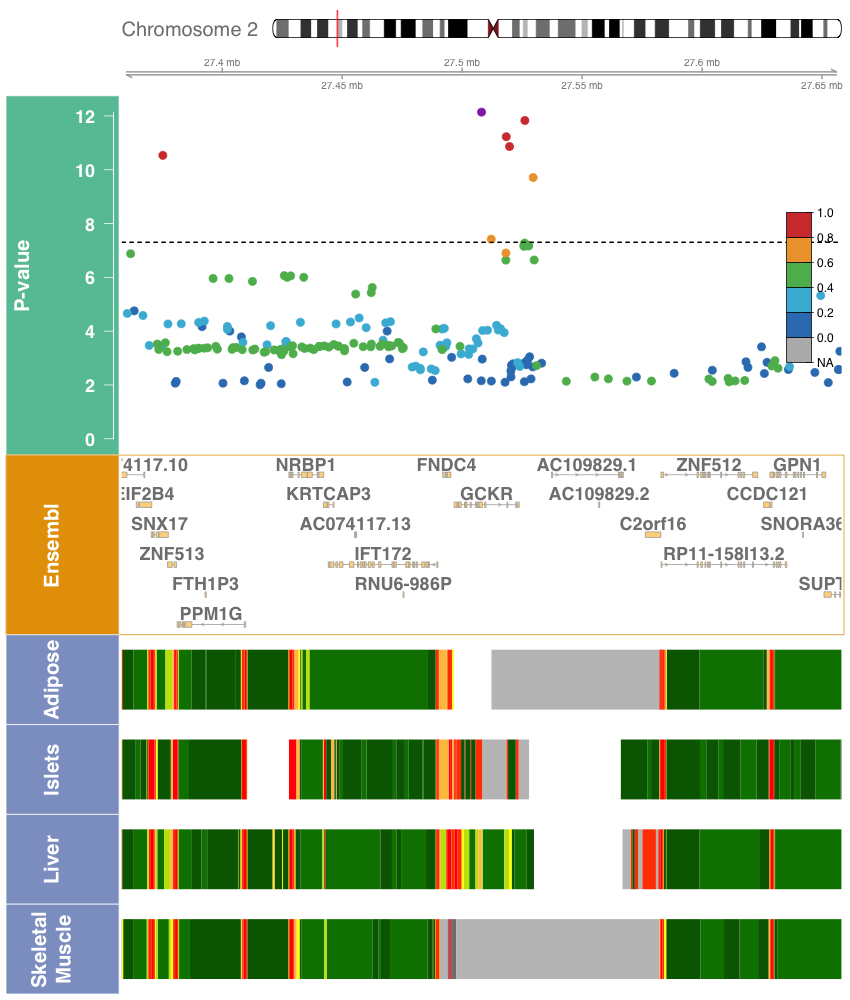 Chromosome 2
27.4 mb 27.5 mb 27.6 mb
27.45 mb 27.55 mb 27.65 mb
P-value
12
10
8
6
4
2
0
1.0
0.8
0.6
0.4
0.2
0.0
NA
Ensembl
4117.10 NRBP1 FNDC4 AC109829.1 ZNF512 GPN1
EIF2B4 KRTCAP3 GCKR AC109829.2 CCDC121
SNX17 AC074117.13 C2orf16 SNORA36
ZNF513 IFT172 RP11-158I13.2
FTH1P3 RNU6-986P SUPT
PPM1G
Adipose
Islets
Liver
Skeletal
Muscle